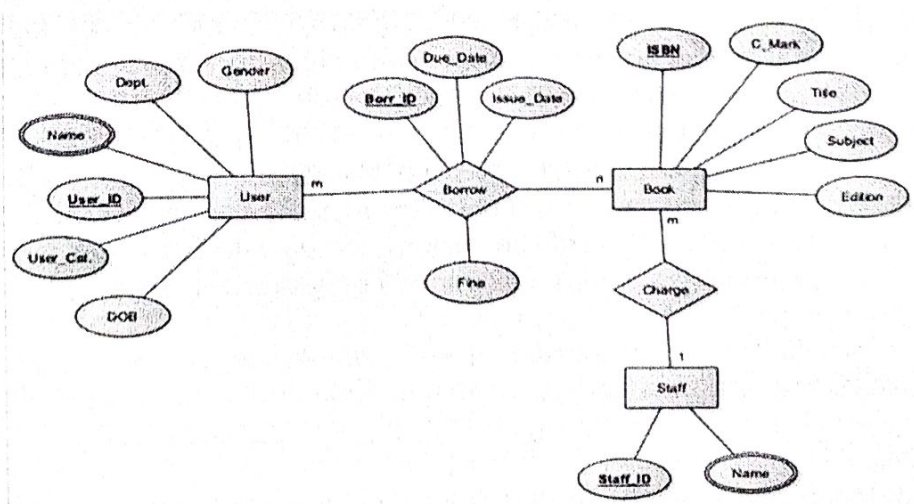 ISBN
C_Mark
Due_Date
Gender
Dept.
Borr_ID
Issue_Date
Title
Name
Subject
m
Borrow
n
Book
User
User_ID
Edition
m
User_Cat.
Fine
Charge
DOB
1
Staff
Staff_ID
Name